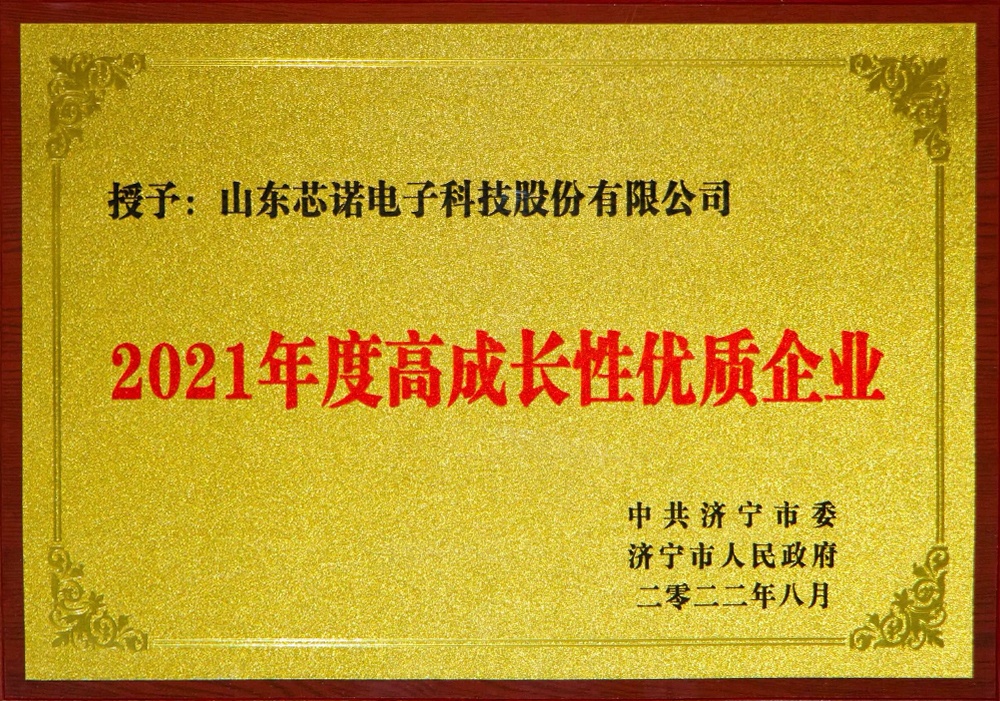 授予：山东芯诺电子科技股份有限公司
2021年度高成长性优质企业
中共济宁市委
济宁市人民政府
二零二二年八月